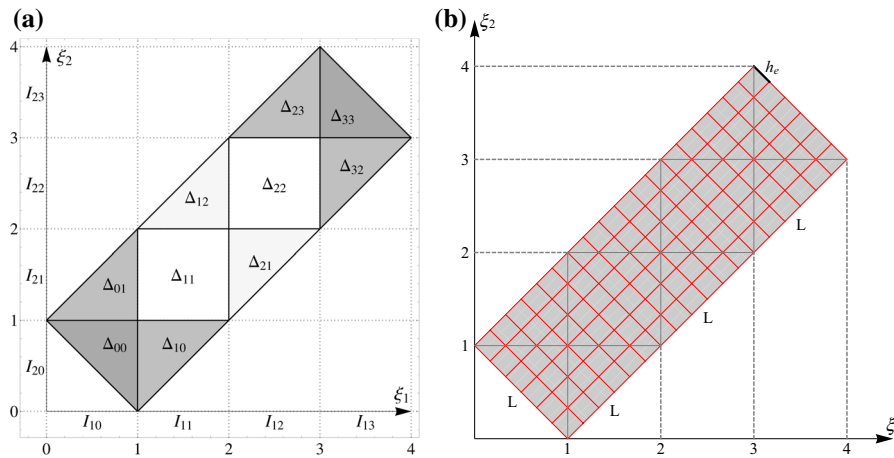 (a)
(b)
4
ξ₂
I₂₃
Δ₂₃
Δ₃₃
3
I₂₂
Δ₁₂
Δ₂₂
Δ₃₂
2
I₂₁
Δ₀₁
Δ₁₁
Δ₂₁
1
I₂₀
Δ₀₀
Δ₁₀
0
I₁₀
I₁₁
I₁₂
I₁₃
ξ₁
0
1
2
3
4
ξ₂
4
hₑ
3
2
1
L
L
L
L
ξ
1
2
3
4